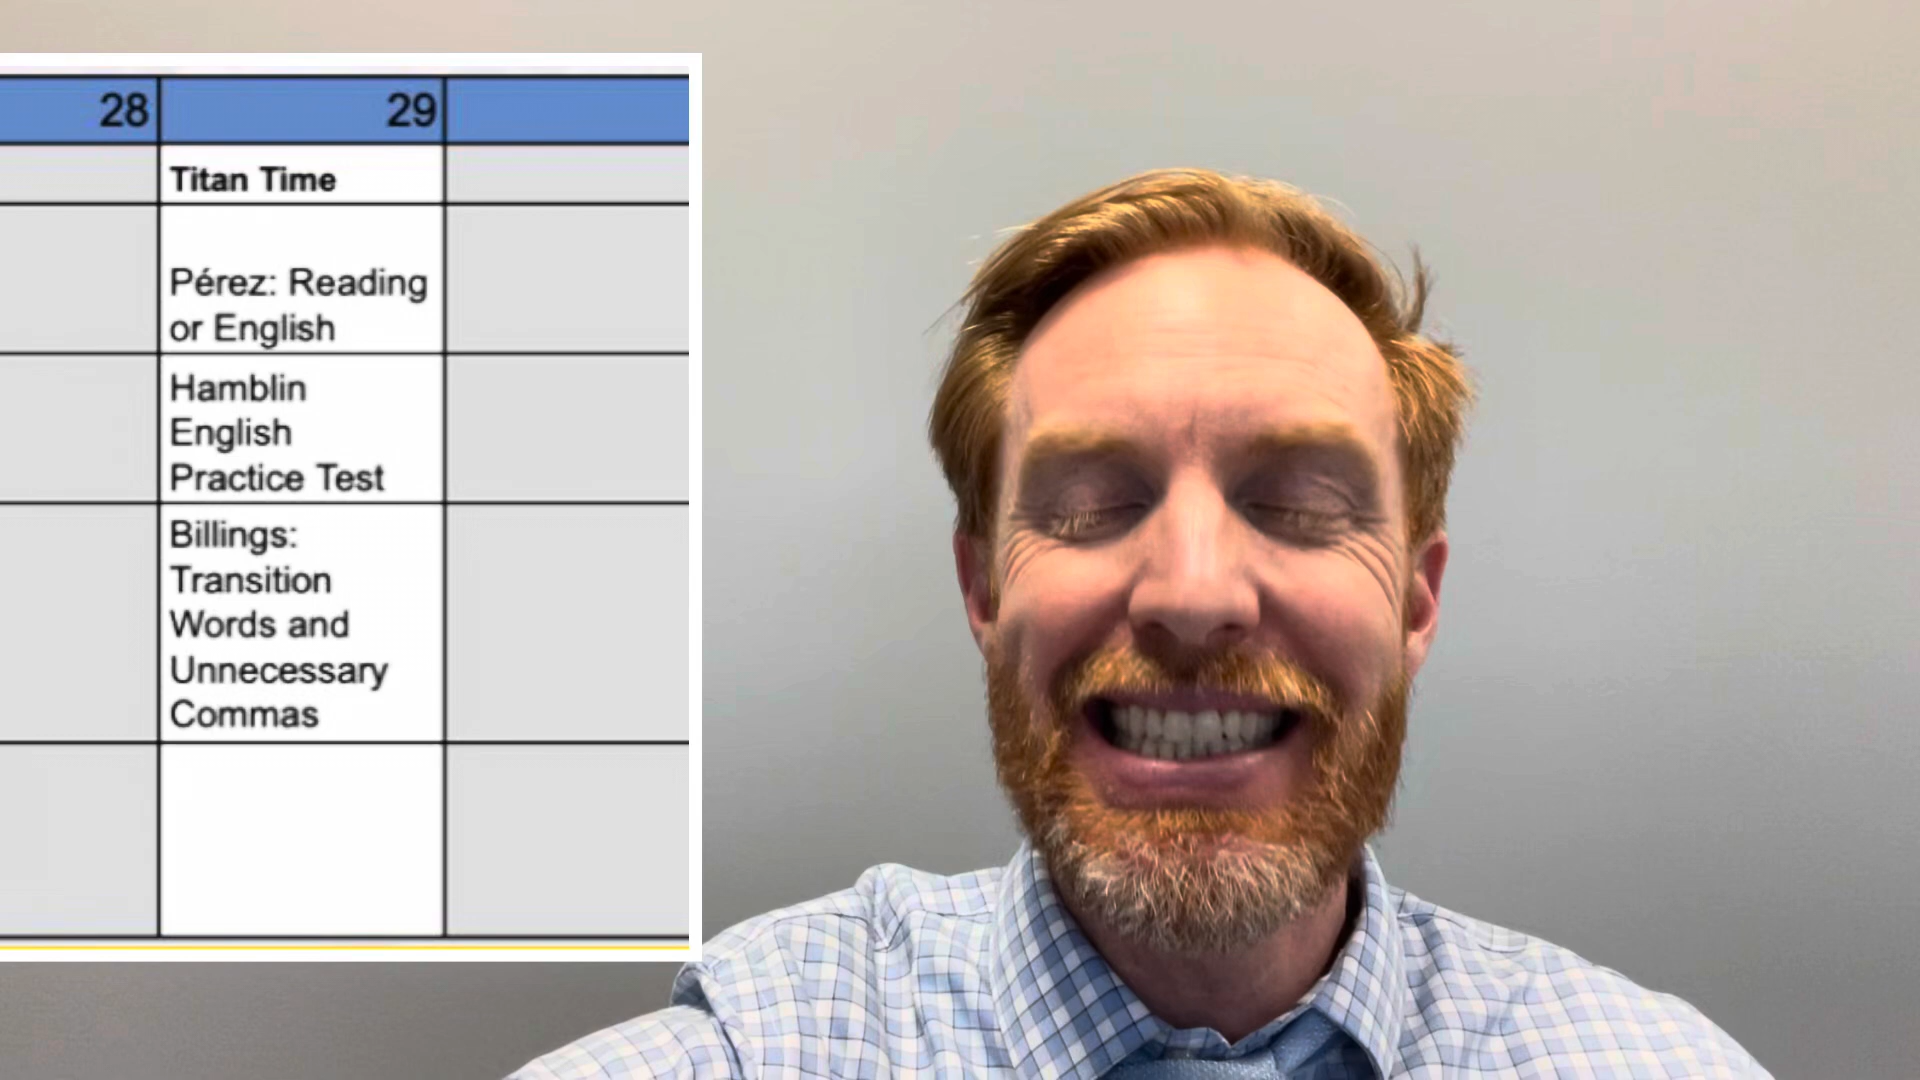 28
29
Titan Time
Pérez: Reading
or English
Hamblin
English
Practice Test
Billings:
Transition
Words and
Unnecessary
Commas